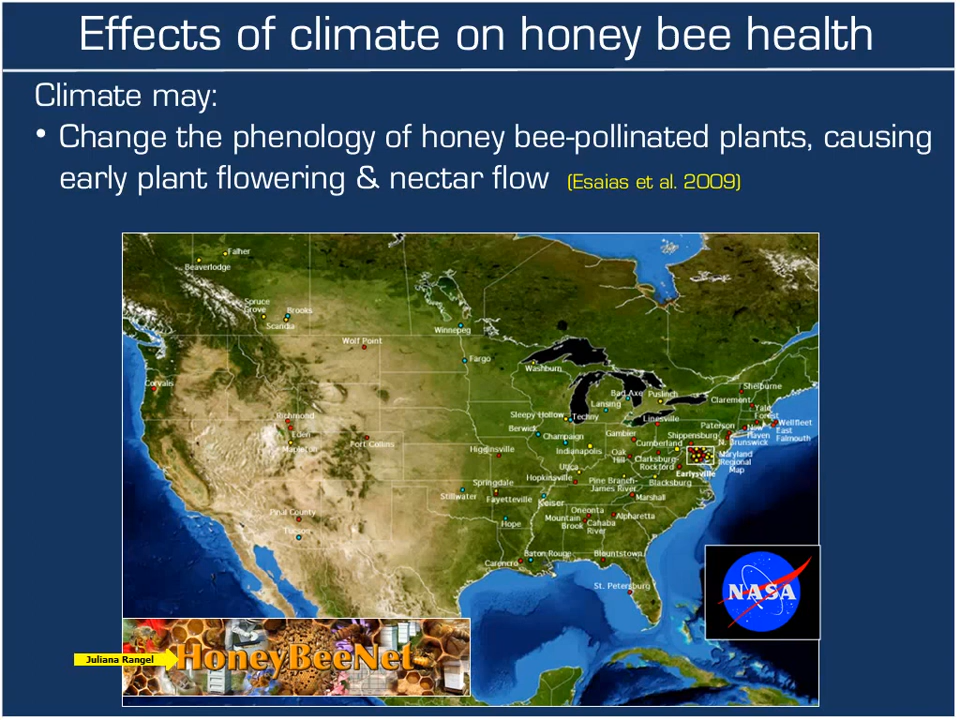 Effects of climate on honey bee health
Climate may:
• Change the phenology of honey bee-pollinated plants, causing
early plant flowering & nectar flow (Esaias et al. 2009)
Falher
Beaverlodge
Spruce
Grove
Brooks
Scandia
Winnepeg
Wolf Point
Fargo
Washburn
Corvalis
Bad Axe
Puslinch
Shelburne
Lansing
Claremont
Yale
Forest
Sleepy Hollow
Techny
Linesville
Richmond
Eden
Mapleton
Fort Collins
Berwick
Champaign
Gambier
Paterson
New
Haven
Wellfleet
East
Falmouth
Cumberland
Shippensburg
N. Brunswick
Higginsville
Indianapolis
Oak
Hill
Clarksburg
Rockford
Maryland
Regional
Map
Utica
Earlysville
Hopkinsville
Pine Branch-
James River
Blacksburg
Springdale
Stillwater
Fayetteville
Keiser
Marshall
Pinal County
Tucson
Hope
Oneonta
Mountain
Brook
Cahaba
River
Alpharetta
Baton Rouge
Blountstown
Carencro
St. Petersburg
NASA
Juliana Rangel
HoneyBeeNet